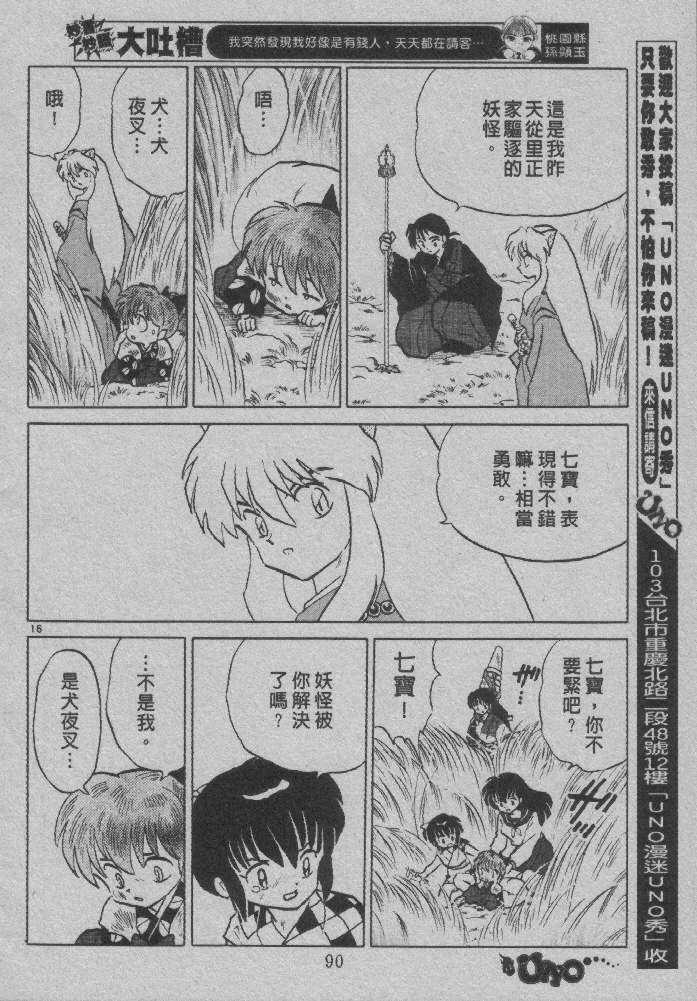 大吐槽
我突然發現我好像是有錢人，天天都在請客…
桃園縣
孫領玉
歡迎大家投稿「UNO漫迷UNO秀」
只要你敢秀，不怕你來稿！
來信請寄
UNO
103台北市重慶北路二段48號12樓「UNO漫迷UNO秀」收
這是我昨
天從里正
家驅逐的
妖怪。
唔…
犬…犬
夜叉…
哦！
七寶，表
現得不錯
嘛…相當
勇敢。
16
七寶，你不
要緊吧？
七寶！
妖怪被
你解決
了嗎？
…不是我。
是犬夜叉…
90
UNO